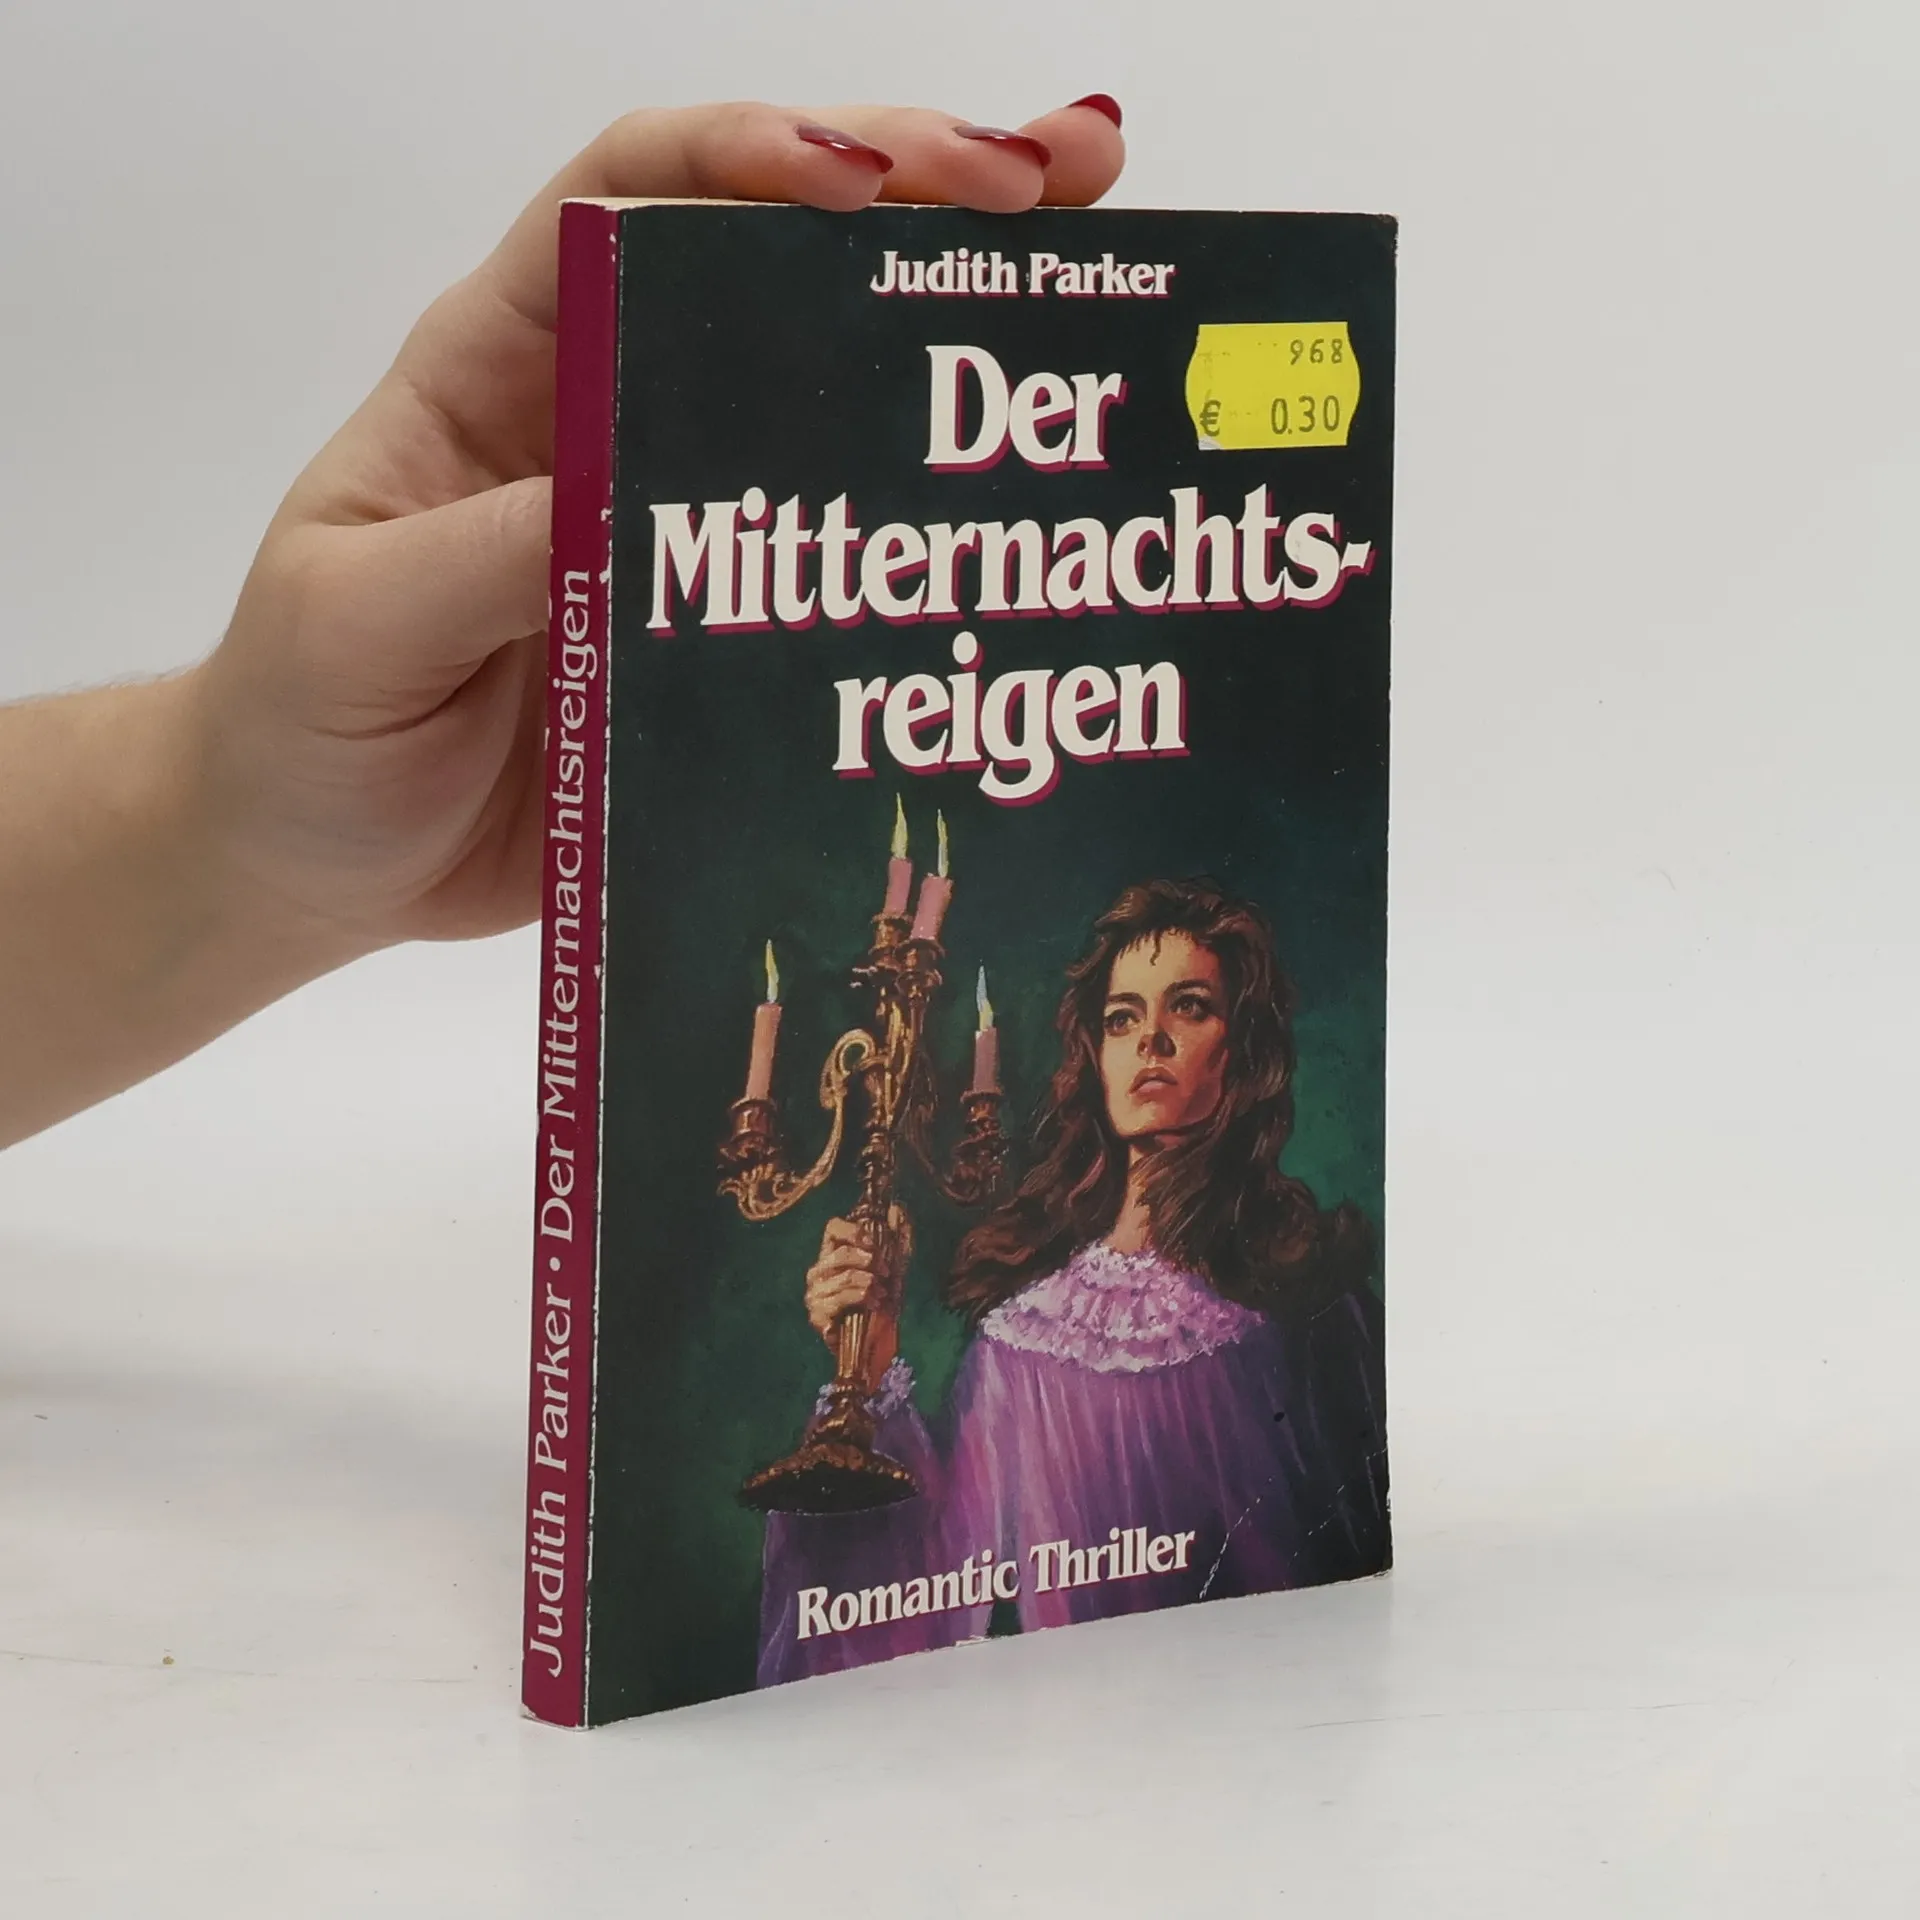 Judith Parker
Der
Mitternachts-
reigen
968
€ 0.30
Romantic Thriller
Judith Parker • Der Mitternachtsreigen